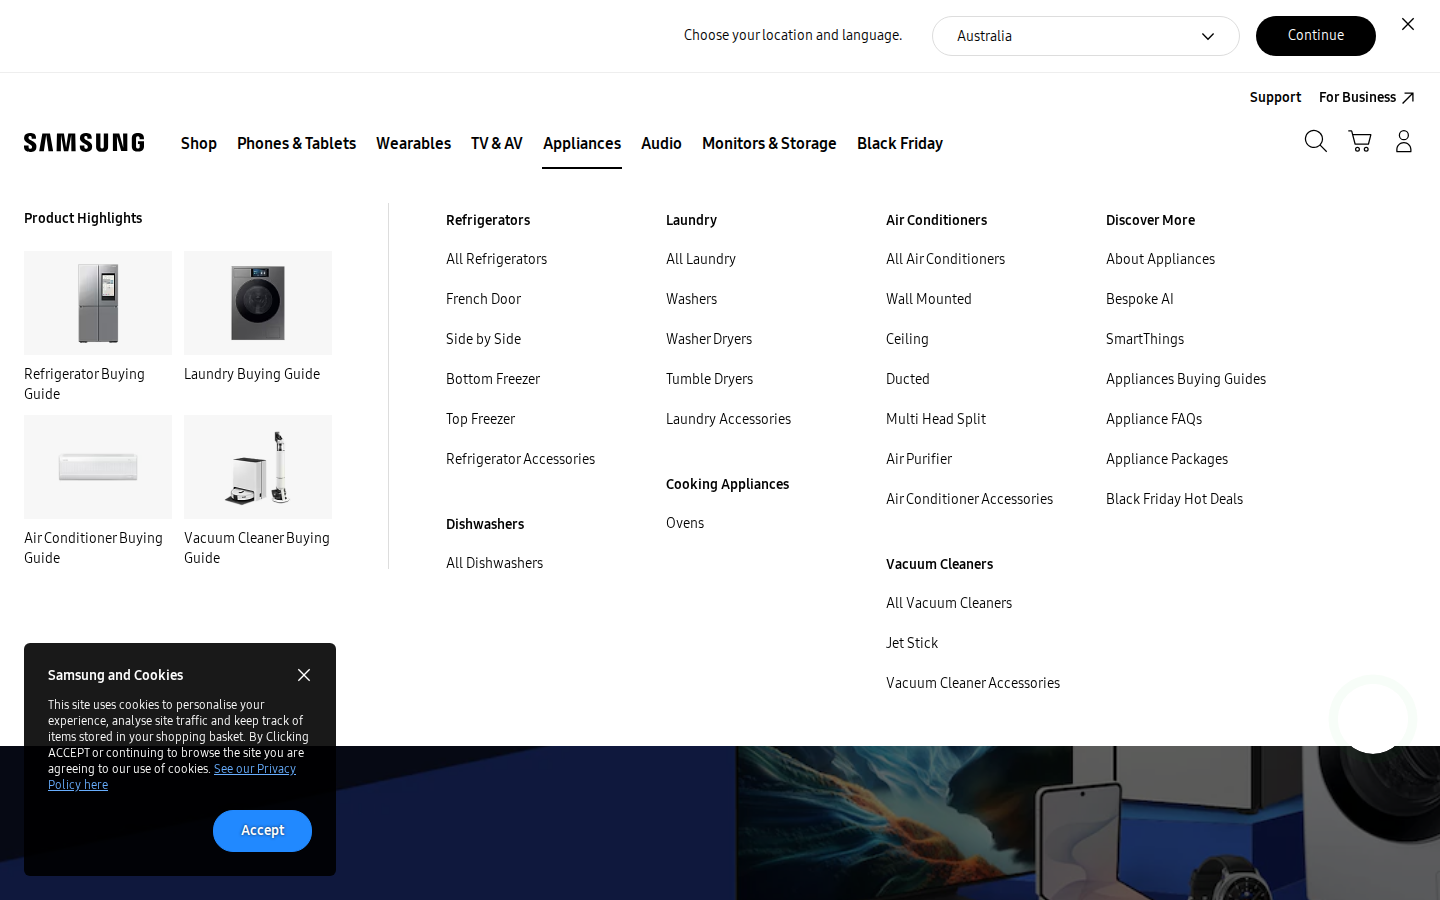 Choose your location and language.
Australia
Continue
Support
For Business
SAMSUNG
Shop
Phones & Tablets
Wearables
TV & AV
Appliances
Audio
Monitors & Storage
Black Friday
Product Highlights
Refrigerator Buying
Guide
Laundry Buying Guide
Air Conditioner Buying
Guide
Vacuum Cleaner Buying
Guide
Refrigerators
All Refrigerators
French Door
Side by Side
Bottom Freezer
Top Freezer
Refrigerator Accessories
Dishwashers
All Dishwashers
Laundry
All Laundry
Washers
Washer Dryers
Tumble Dryers
Laundry Accessories
Cooking Appliances
Ovens
Air Conditioners
All Air Conditioners
Wall Mounted
Ceiling
Ducted
Multi Head Split
Air Purifier
Air Conditioner Accessories
Vacuum Cleaners
All Vacuum Cleaners
Jet Stick
Vacuum Cleaner Accessories
Discover More
About Appliances
Bespoke AI
SmartThings
Appliances Buying Guides
Appliance FAQs
Appliance Packages
Black Friday Hot Deals
Samsung and Cookies
This site uses cookies to personalise your
experience, analyse site traffic and keep track of
items stored in your shopping basket. By Clicking
ACCEPT or continuing to browse the site you are
agreeing to our use of cookies. See our Privacy
Policy here
Accept